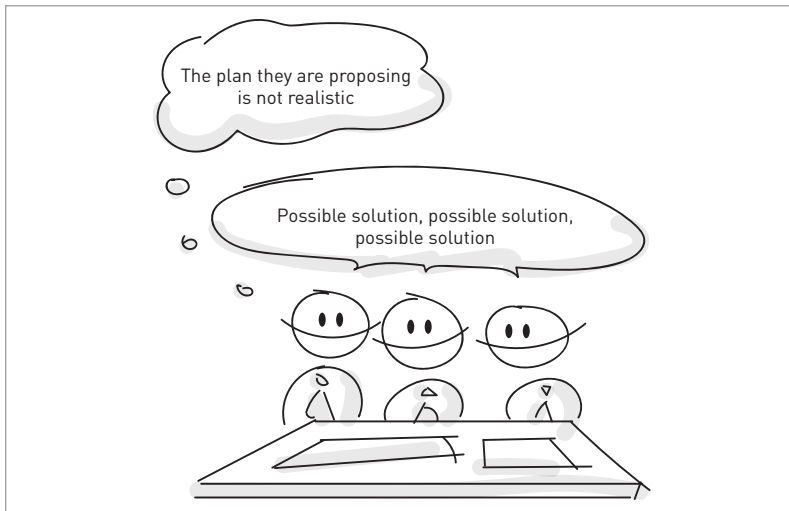 The plan they are proposing
is not realistic
Possible solution, possible solution,
possible solution